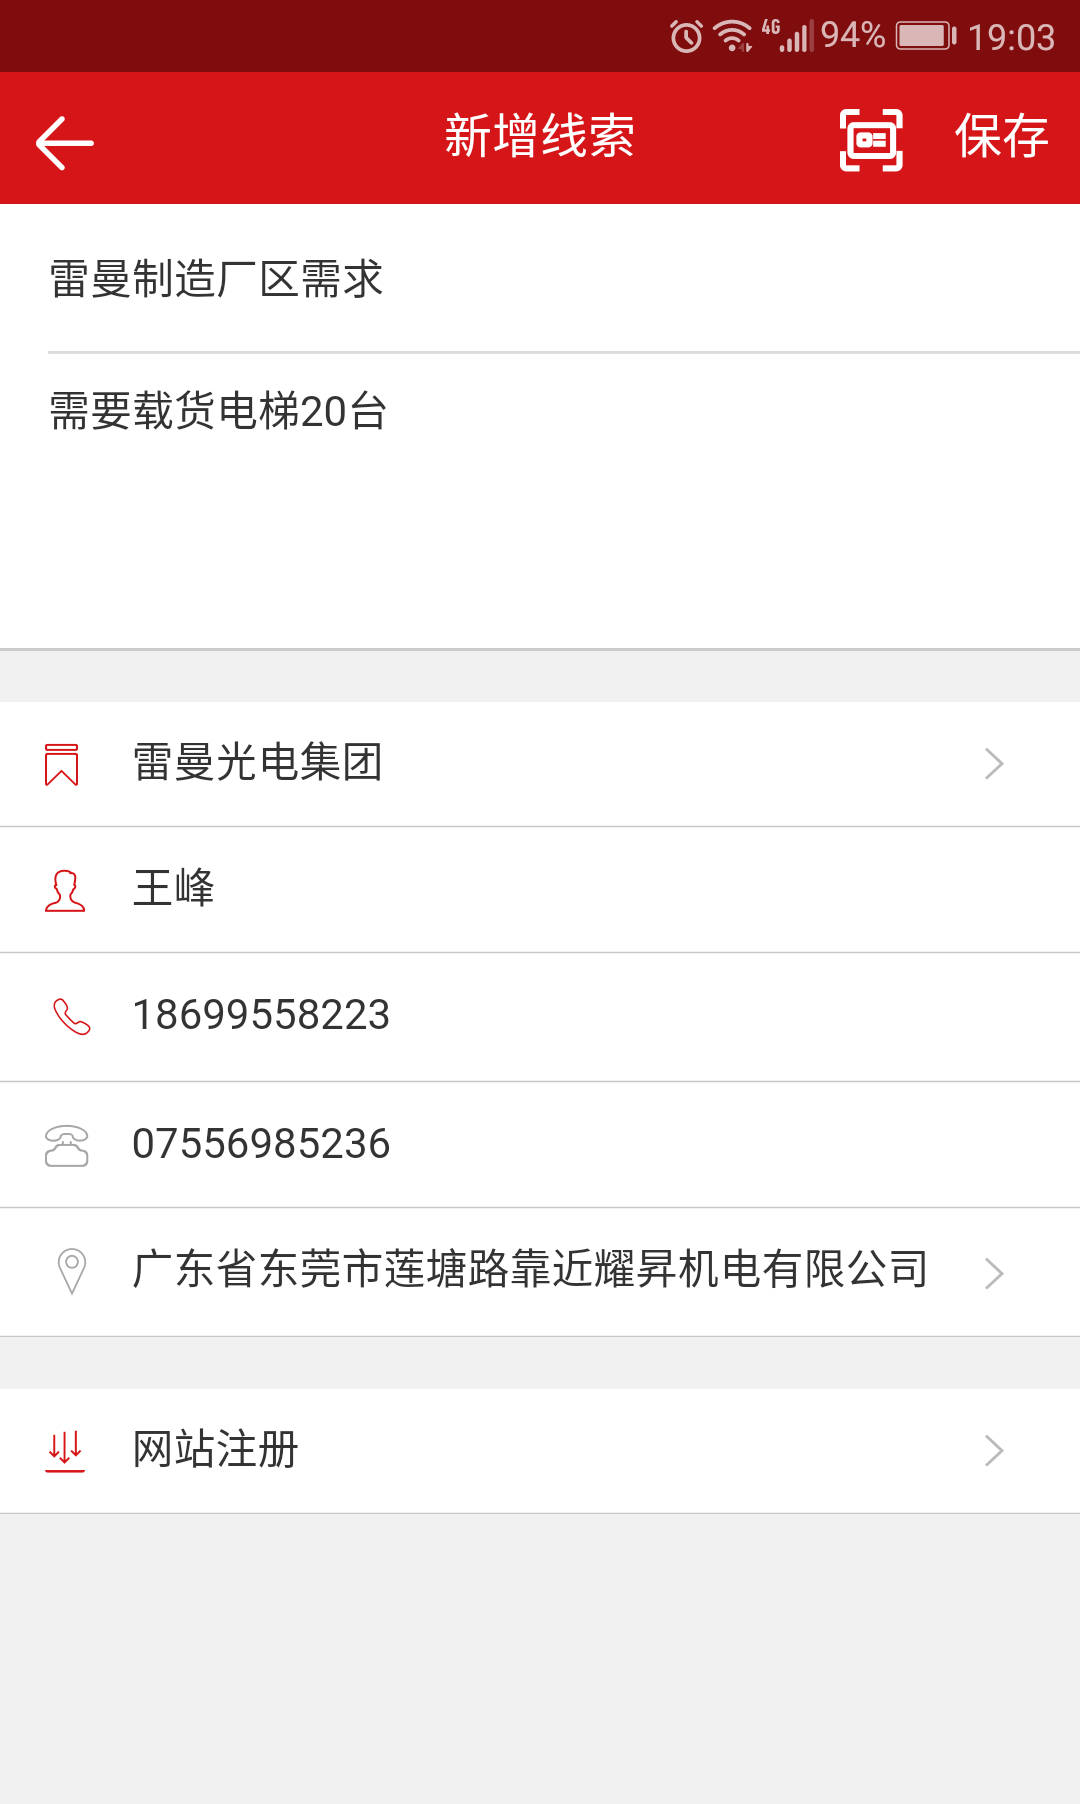 4G 94% 19:03
新增线索 保存
雷曼制造厂区需求
需要载货电梯20台
雷曼光电集团
王峰
18699558223
07556985236
广东省东莞市莲塘路靠近耀昇机电有限公司
网站注册